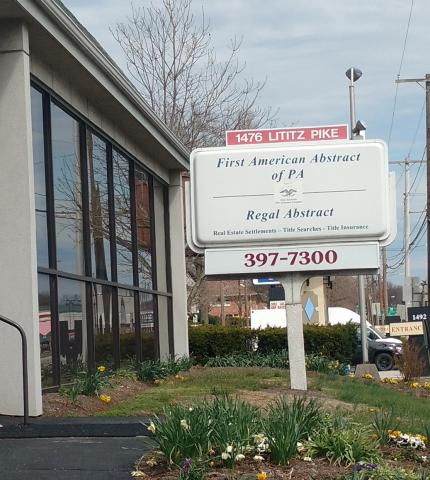 1476 LITITZ PIKE
First American Abstract
of PA
Regal Abstract
Real Estate Settlements ~ Title Searches ~ Title Insurance
397-7300
1492
ENTRANCE